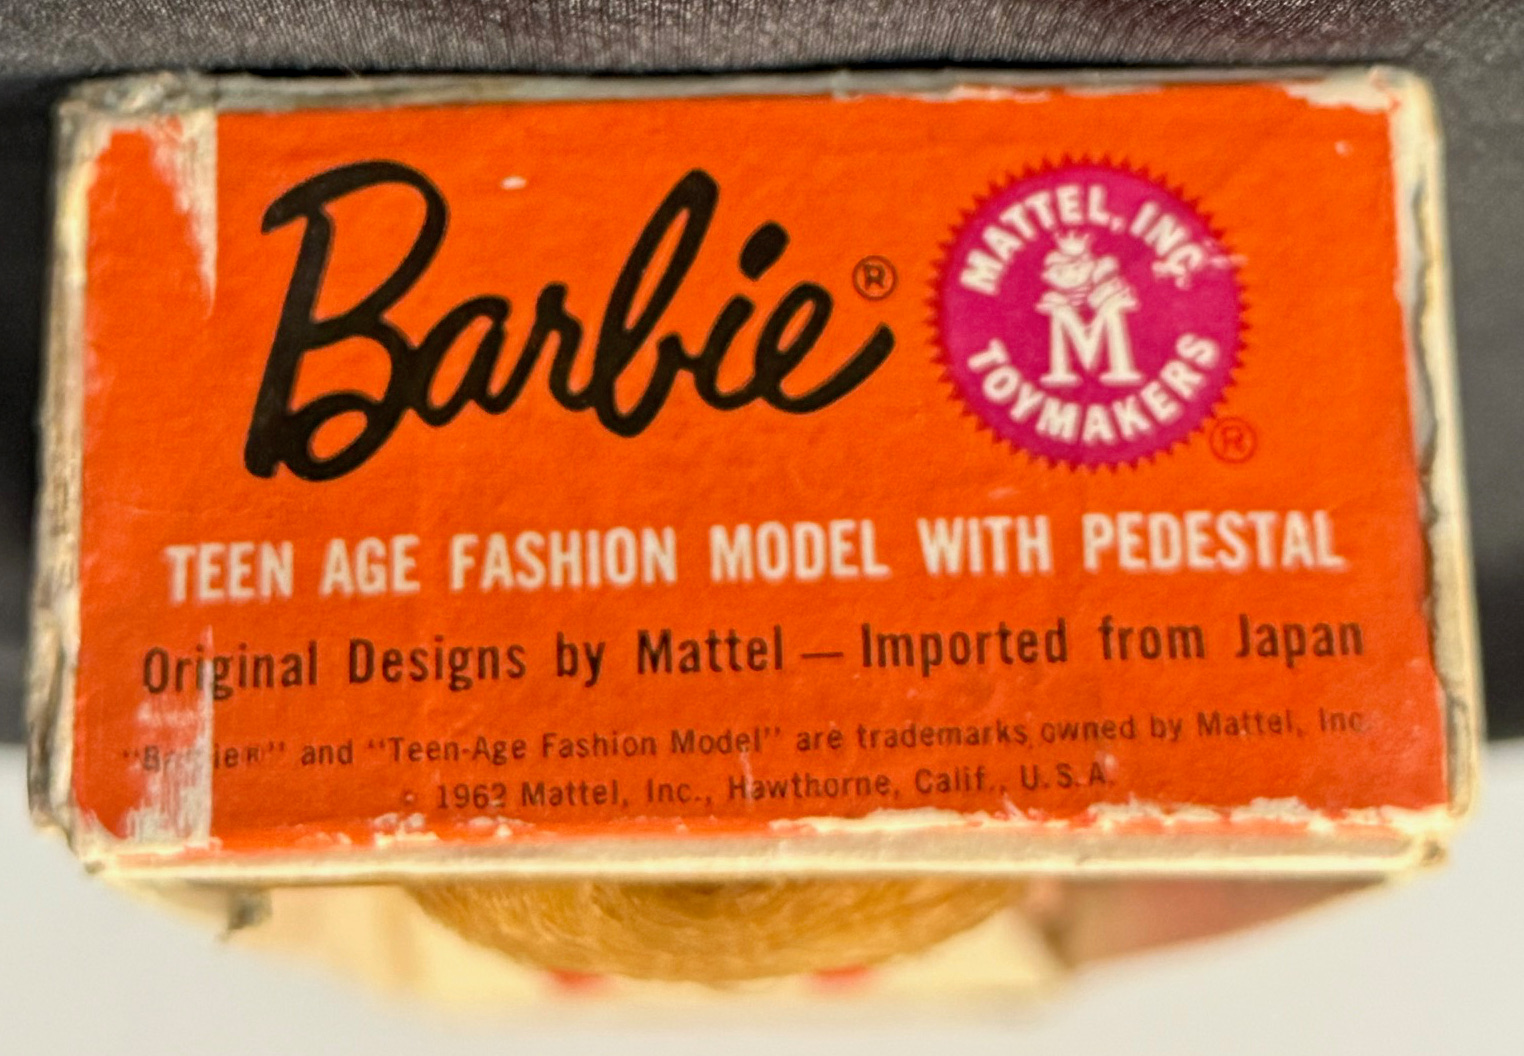 Barbie®
MATTEL, INC.
M
TOYMAKERS
®
TEEN AGE FASHION MODEL WITH PEDESTAL
Original Designs by Mattel — Imported from Japan
and “Teen-Age Fashion Model” are trademarks owned by Mattel, Inc
1962 Mattel, Inc., Hawthorne, Calif., U.S.A.